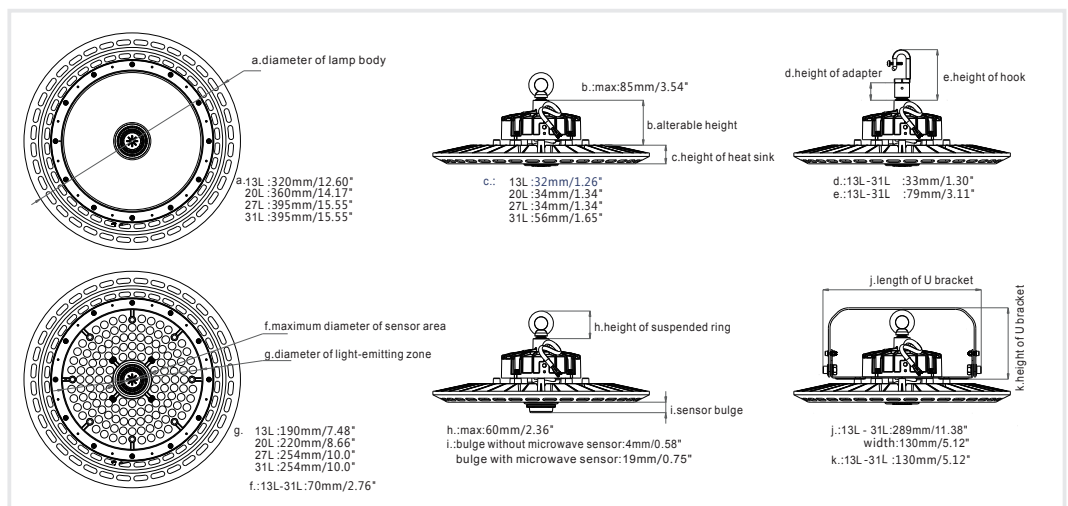 a.diameter of lamp body
a.13L :320mm/12.60"
20L :360mm/14.17"
27L :395mm/15.55"
31L :395mm/15.55"
b.:max:85mm/3.54"
b.alterable height
c.height of heat sink
c.: 13L :32mm/1.26"
20L :34mm/1.34"
27L :34mm/1.34"
31L :56mm/1.65"
d.height of adapter
e.height of hook
d.:13L-31L :33mm/1.30"
e.:13L-31L :79mm/3.11"
f.maximum diameter of sensor area
g.diameter of light-emitting zone
g. 13L :190mm/7.48"
20L :220mm/8.66"
27L :254mm/10.0"
31L :254mm/10.0"
f.:13L-31L:70mm/2.76"
h.height of suspended ring
i.sensor bulge
h.:max:60mm/2.36"
i.:bulge without microwave sensor:4mm/0.58"
bulge with microwave sensor:19mm/0.75"
j.length of U bracket
k.height of U bracket
j.:13L - 31L:289mm/11.38"
width:130mm/5.12"
k.:13L -31L :130mm/5.12"